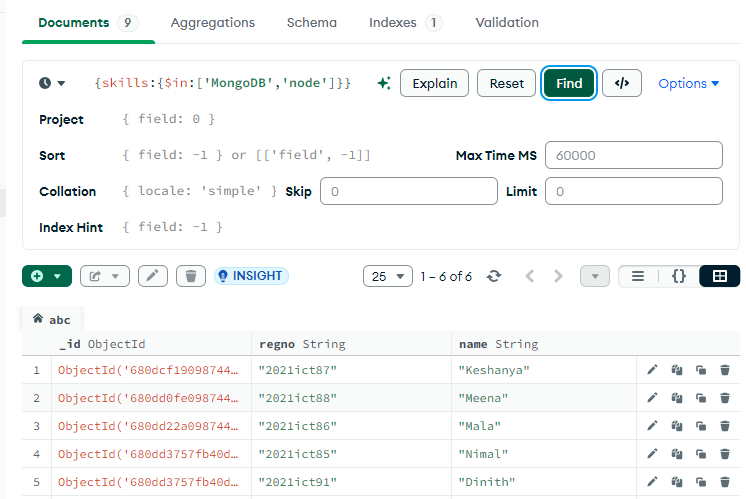 Documents 9 Aggregations Schema Indexes 1 Validation
{skills:{$in:['MongoDB','node']}} Explain Reset Find </> Options
Project { field: 0 }
Sort { field: -1 } or [['field', -1]] Max Time MS 60000
Collation { locale: 'simple' } Skip 0 Limit 0
Index Hint { field: -1 }
INSIGHT 25 1 – 6 of 6 {}
abc
_id ObjectId regno String name String
1 ObjectId('680dcf19098744… "2021ict87" "Keshanya"
2 ObjectId('680dd0fe098744… "2021ict88" "Meena"
3 ObjectId('680dd22a098744… "2021ict86" "Mala"
4 ObjectId('680dd3757fb40d… "2021ict85" "Nimal"
5 ObjectId('680dd3757fb40d… "2021ict91" "Dinith"